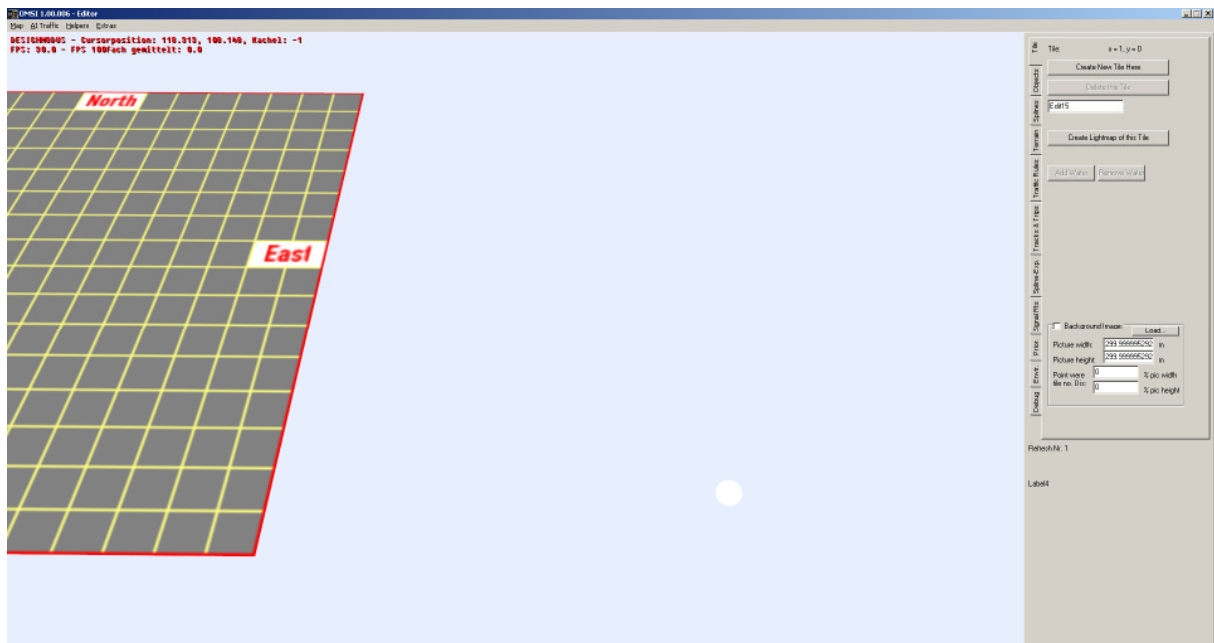 OMSI 1.00.006 - Editor
Map AI Traffic Helpers Extras
DESIGNMODUS - Cursorposition: 118.313, 108.148, Kachel: -1
FPS: 30.0 - FPS 100Fach gemittelt: 0.0
North
East
Tile
Objects
Splines
Terrain
Traffic Rules
Tracks & Trips
Spline-Exp.
Signal Rts
Prior.
Envir.
Debug
Tile: x = 1, y = 0
Create New Tile Here
Delete this Tile
Edit15
Create Lightmap of this Tile
Add Water Remove Water
Background Image: Load...
Picture width: 299.999995292 m
Picture height: 299.999995292 m
Point were 0 % pic width
tile no. 0 is: 0 % pic height
Refresh Nr. 1
Label4